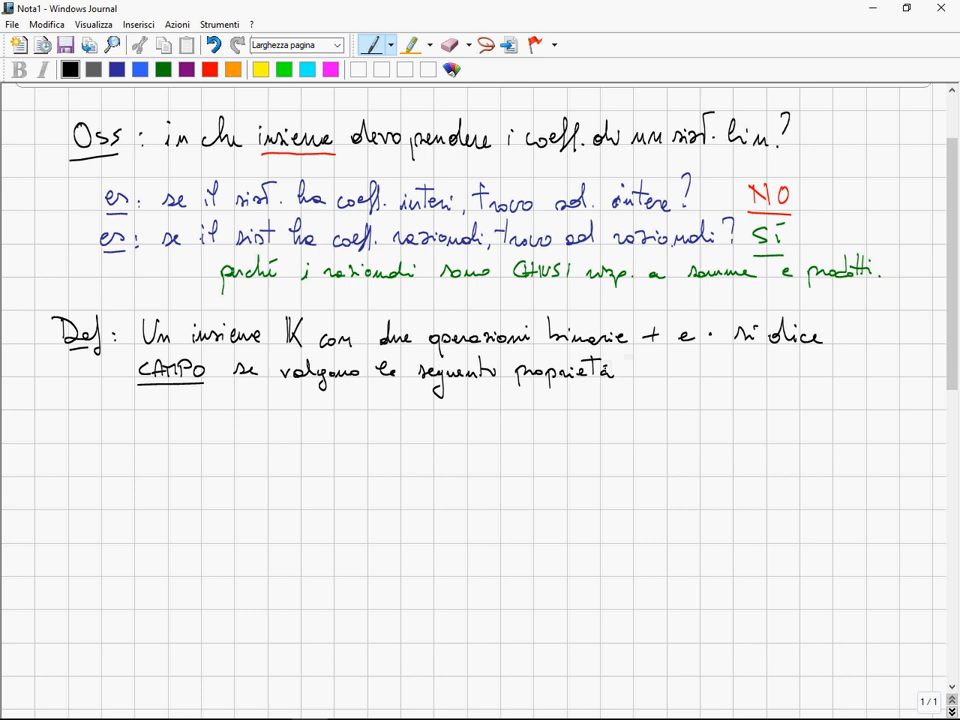 Nota1 - Windows Journal
File Modifica Visualizza Inserisci Azioni Strumenti ?
Larghezza pagina
B I
Oss : in che insieme devo prendere i coeff. di un sist. lin?
es: se il sist. ha coeff. interi, trovo sol. intere? NO
es: se il sist ha coeff. razionali, trovo sol razionali? Sì
perché i razionali sono CHIUSI risp. a somme e prodotti.
Def: Un insieme K con due operazioni binarie + e · si dice
CAMPO se valgono le seguenti proprietà
1 / 1